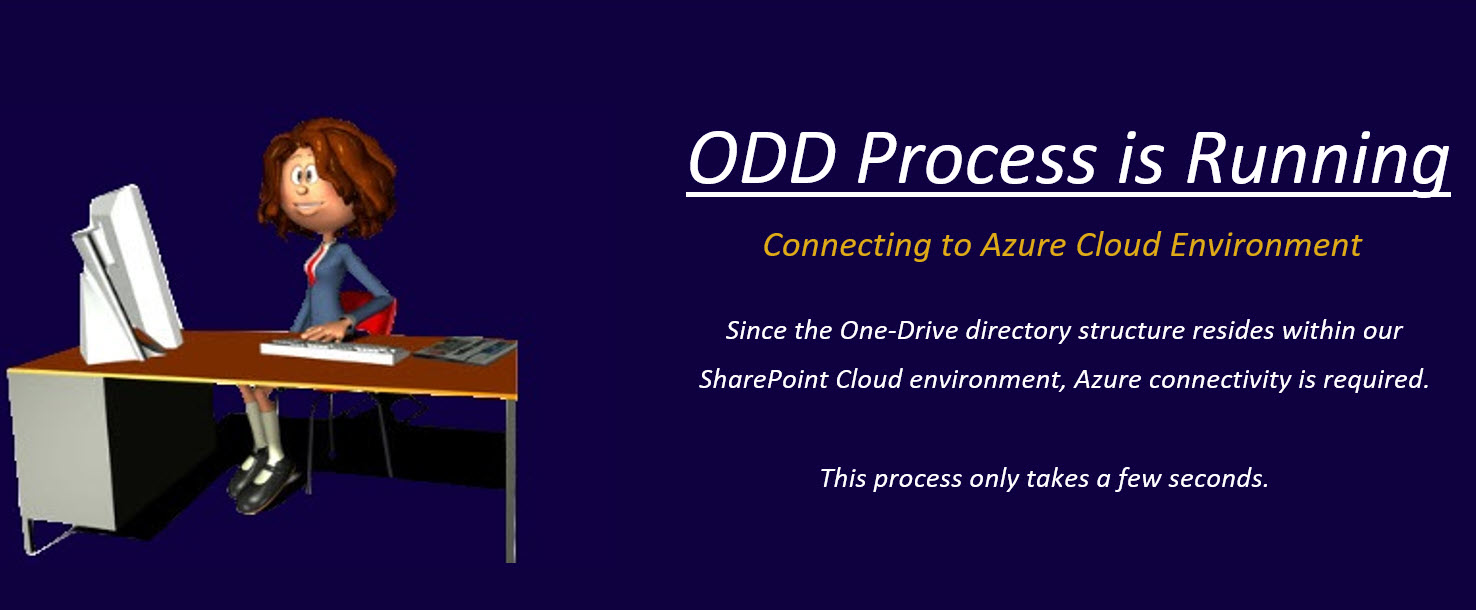 ODD Process is Running
Connecting to Azure Cloud Environment
Since the One-Drive directory structure resides within our
SharePoint Cloud environment, Azure connectivity is required.
This process only takes a few seconds.